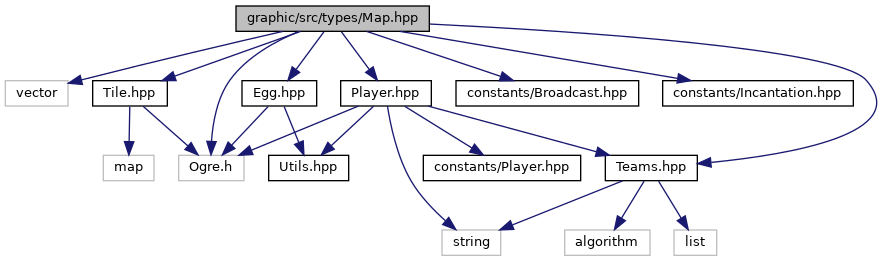 graphic/src/types/Map.hpp
vector
Tile.hpp
Egg.hpp
Player.hpp
constants/Broadcast.hpp
constants/Incantation.hpp
map
Ogre.h
Utils.hpp
constants/Player.hpp
Teams.hpp
string
algorithm
list